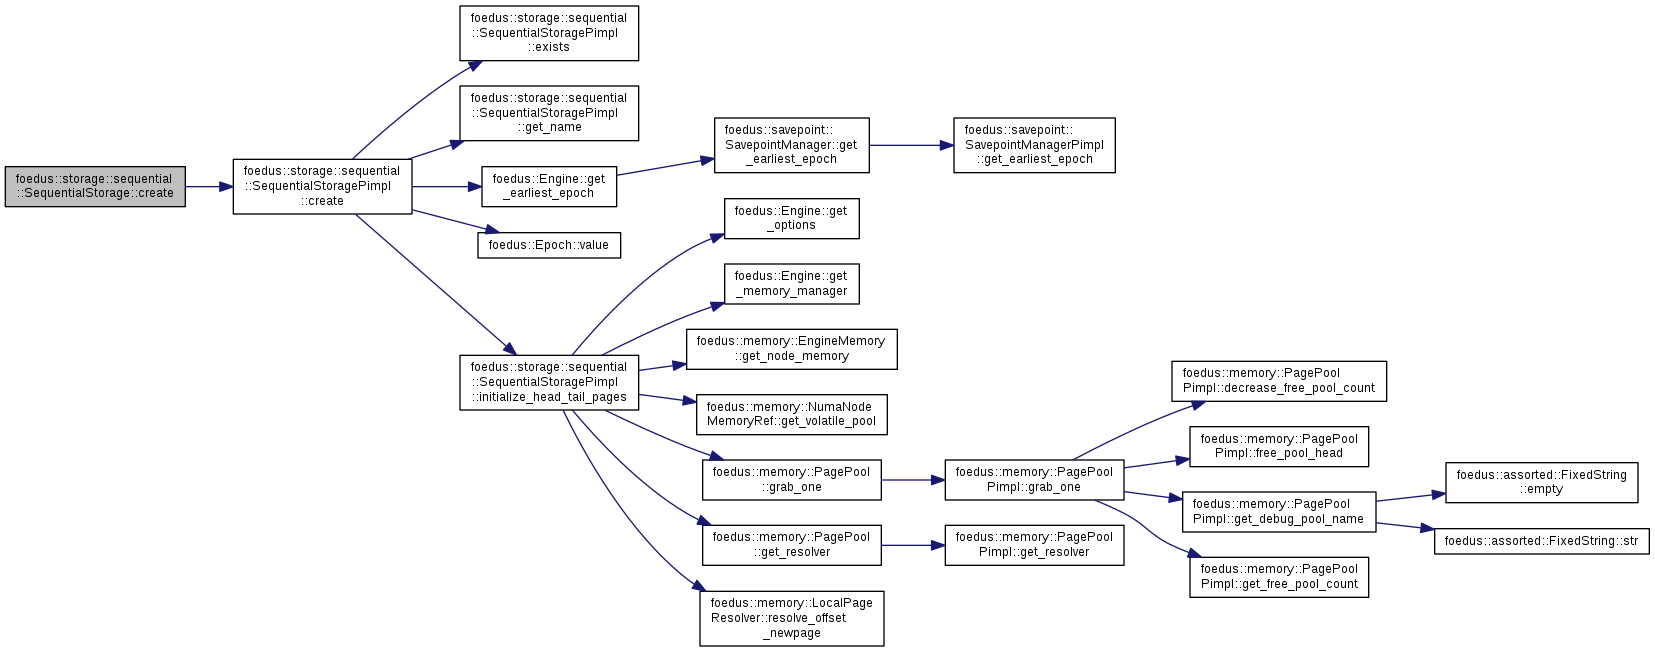 foedus::storage::sequential
::SequentialStorage::create
foedus::storage::sequential
::SequentialStoragePimpl
::create
foedus::storage::sequential
::SequentialStoragePimpl
::exists
foedus::storage::sequential
::SequentialStoragePimpl
::get_name
foedus::Engine::get
_earliest_epoch
foedus::Epoch::value
foedus::storage::sequential
::SequentialStoragePimpl
::initialize_head_tail_pages
foedus::savepoint::
SavepointManager::get
_earliest_epoch
foedus::savepoint::
SavepointManagerPimpl
::get_earliest_epoch
foedus::Engine::get
_options
foedus::Engine::get
_memory_manager
foedus::memory::EngineMemory
::get_node_memory
foedus::memory::NumaNode
MemoryRef::get_volatile_pool
foedus::memory::PagePool
::grab_one
foedus::memory::PagePool
::get_resolver
foedus::memory::LocalPage
Resolver::resolve_offset
_newpage
foedus::memory::PagePool
Pimpl::grab_one
foedus::memory::PagePool
Pimpl::get_resolver
foedus::memory::PagePool
Pimpl::decrease_free_pool_count
foedus::memory::PagePool
Pimpl::free_pool_head
foedus::memory::PagePool
Pimpl::get_debug_pool_name
foedus::memory::PagePool
Pimpl::get_free_pool_count
foedus::assorted::FixedString
::empty
foedus::assorted::FixedString::str